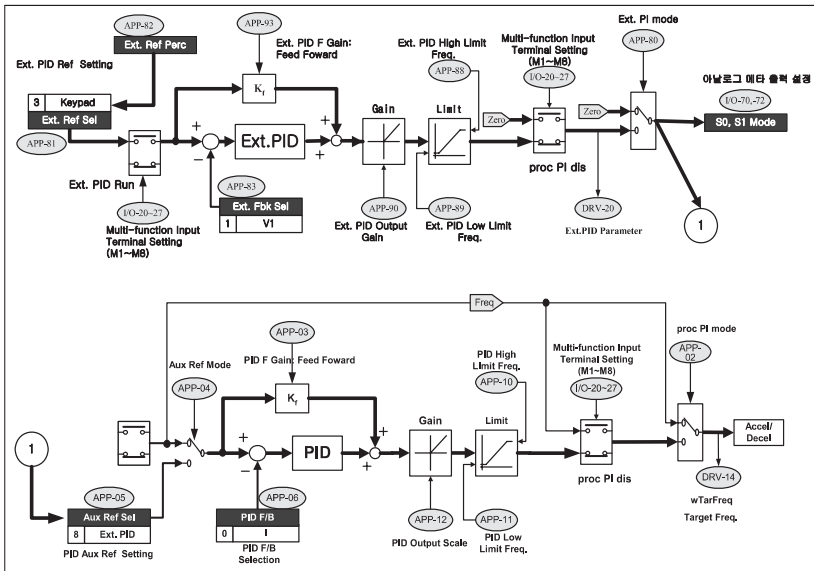 APP-82
Ext. Ref Perc
Ext. PID Ref Setting
3 Keypad
Ext. Ref Sel
APP-81
Ext. PID Run
I/O-20~27
Multi-function Input
Terminal Setting
(M1~M8)
APP-93
Ext. PID F Gain:
Feed Foward
Kf
+
−
Ext.PID
+
+
APP-83
Ext. Fbk Sel
1 V1
Gain
APP-90
Ext. PID Output
Gain
Ext. PID High Limit
Freq.
APP-88
Limit
APP-89
Ext. PID Low Limit
Freq.
Multi-function Input
Terminal Setting
(M1~M8)
I/O-20~27
Zero
proc PI dis
DRV-20
Ext.PID Parameter
Ext. PI mode
APP-80
Zero
아날로그 메타 출력 설정
I/O-70,-72
S0, S1 Mode
1
Freq
1
Aux Ref Mode
APP-04
APP-05
Aux Ref Sel
8 Ext. PID
PID Aux Ref Setting
APP-03
PID F Gain: Feed Foward
Kf
+
−
PID
+
+
APP-06
PID F/B
0 I
PID F/B
Selection
Gain
APP-12
PID Output Scale
PID High
LImit Freq.
APP-10
Limit
APP-11
PID Low
Limit Freq.
Multi-function Input
Terminal Setting
(M1~M8)
I/O-20~27
proc PI dis
proc PI mode
APP-
02
Accel/
Decel
DRV-14
wTarFreq
Target Freq.